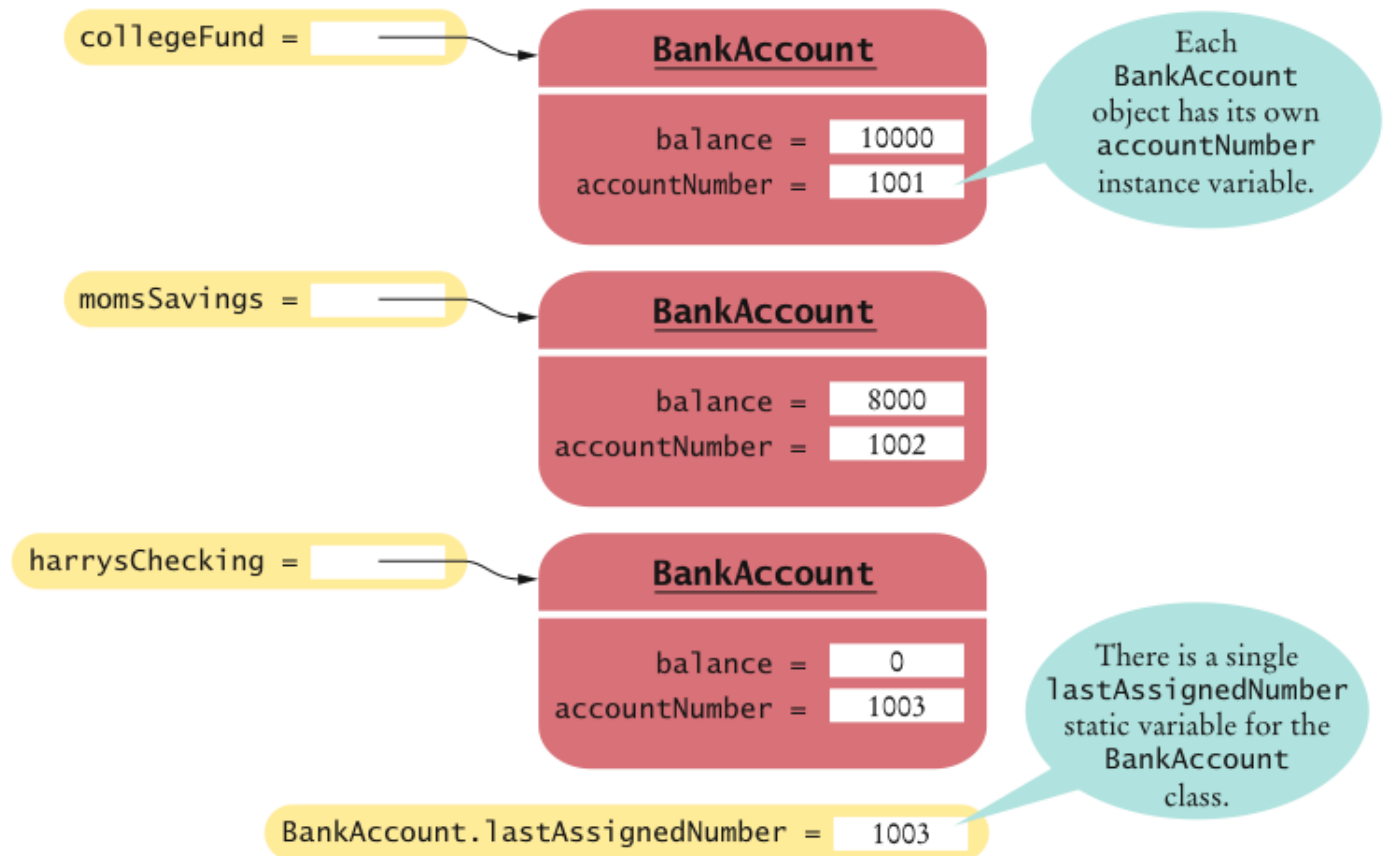 collegeFund =
BankAccount
balance = 10000
accountNumber = 1001
Each
BankAccount
object has its own
accountNumber
instance variable.
momsSavings =
BankAccount
balance = 8000
accountNumber = 1002
harrysChecking =
BankAccount
balance = 0
accountNumber = 1003
There is a single
lastAssignedNumber
static variable for the
BankAccount
class.
BankAccount.lastAssignedNumber = 1003